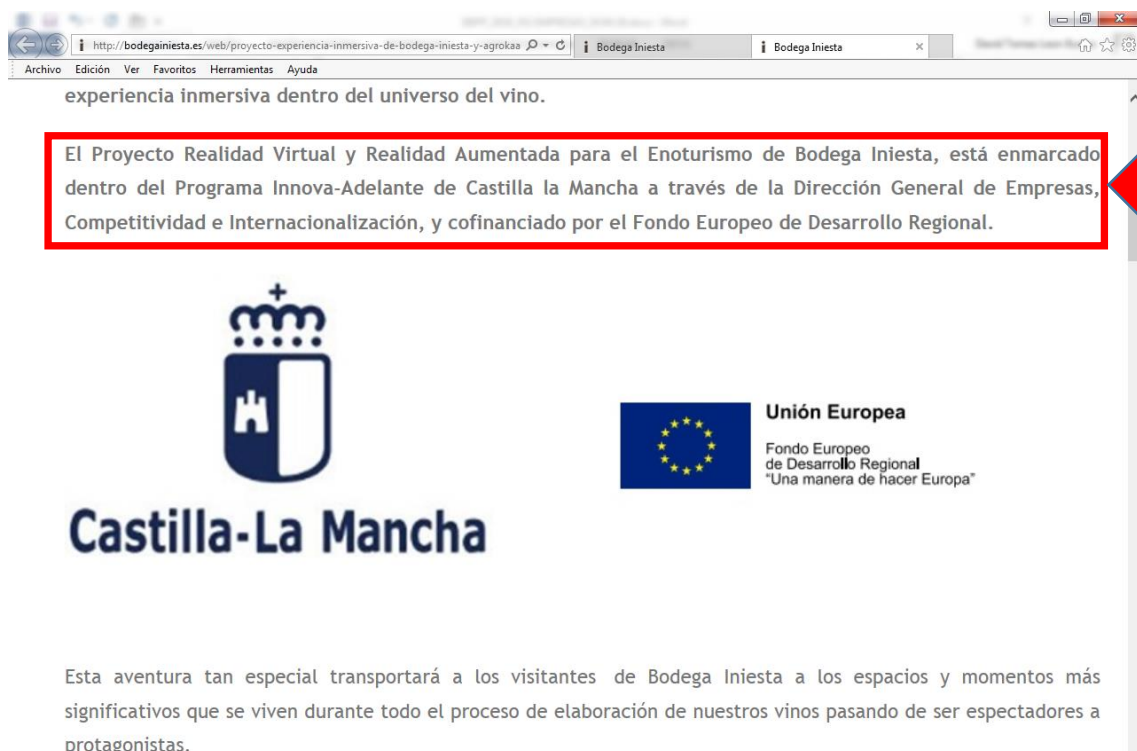 http://bodegainiesta.es/web/proyecto-experiencia-inmersiva-de-bodega-iniesta-y-agrokaa
Bodega Iniesta
Bodega Iniesta
Archivo Edición Ver Favoritos Herramientas Ayuda
experiencia inmersiva dentro del universo del vino.
El Proyecto Realidad Virtual y Realidad Aumentada para el Enoturismo de Bodega Iniesta, está enmarcado
dentro del Programa Innova-Adelante de Castilla la Mancha a través de la Dirección General de Empresas,
Competitividad e Internacionalización, y cofinanciado por el Fondo Europeo de Desarrollo Regional.
Castilla-La Mancha
Unión Europea
Fondo Europeo
de Desarrollo Regional
"Una manera de hacer Europa"
Esta aventura tan especial transportará a los visitantes de Bodega Iniesta a los espacios y momentos más
significativos que se viven durante todo el proceso de elaboración de nuestros vinos pasando de ser espectadores a
protagonistas.